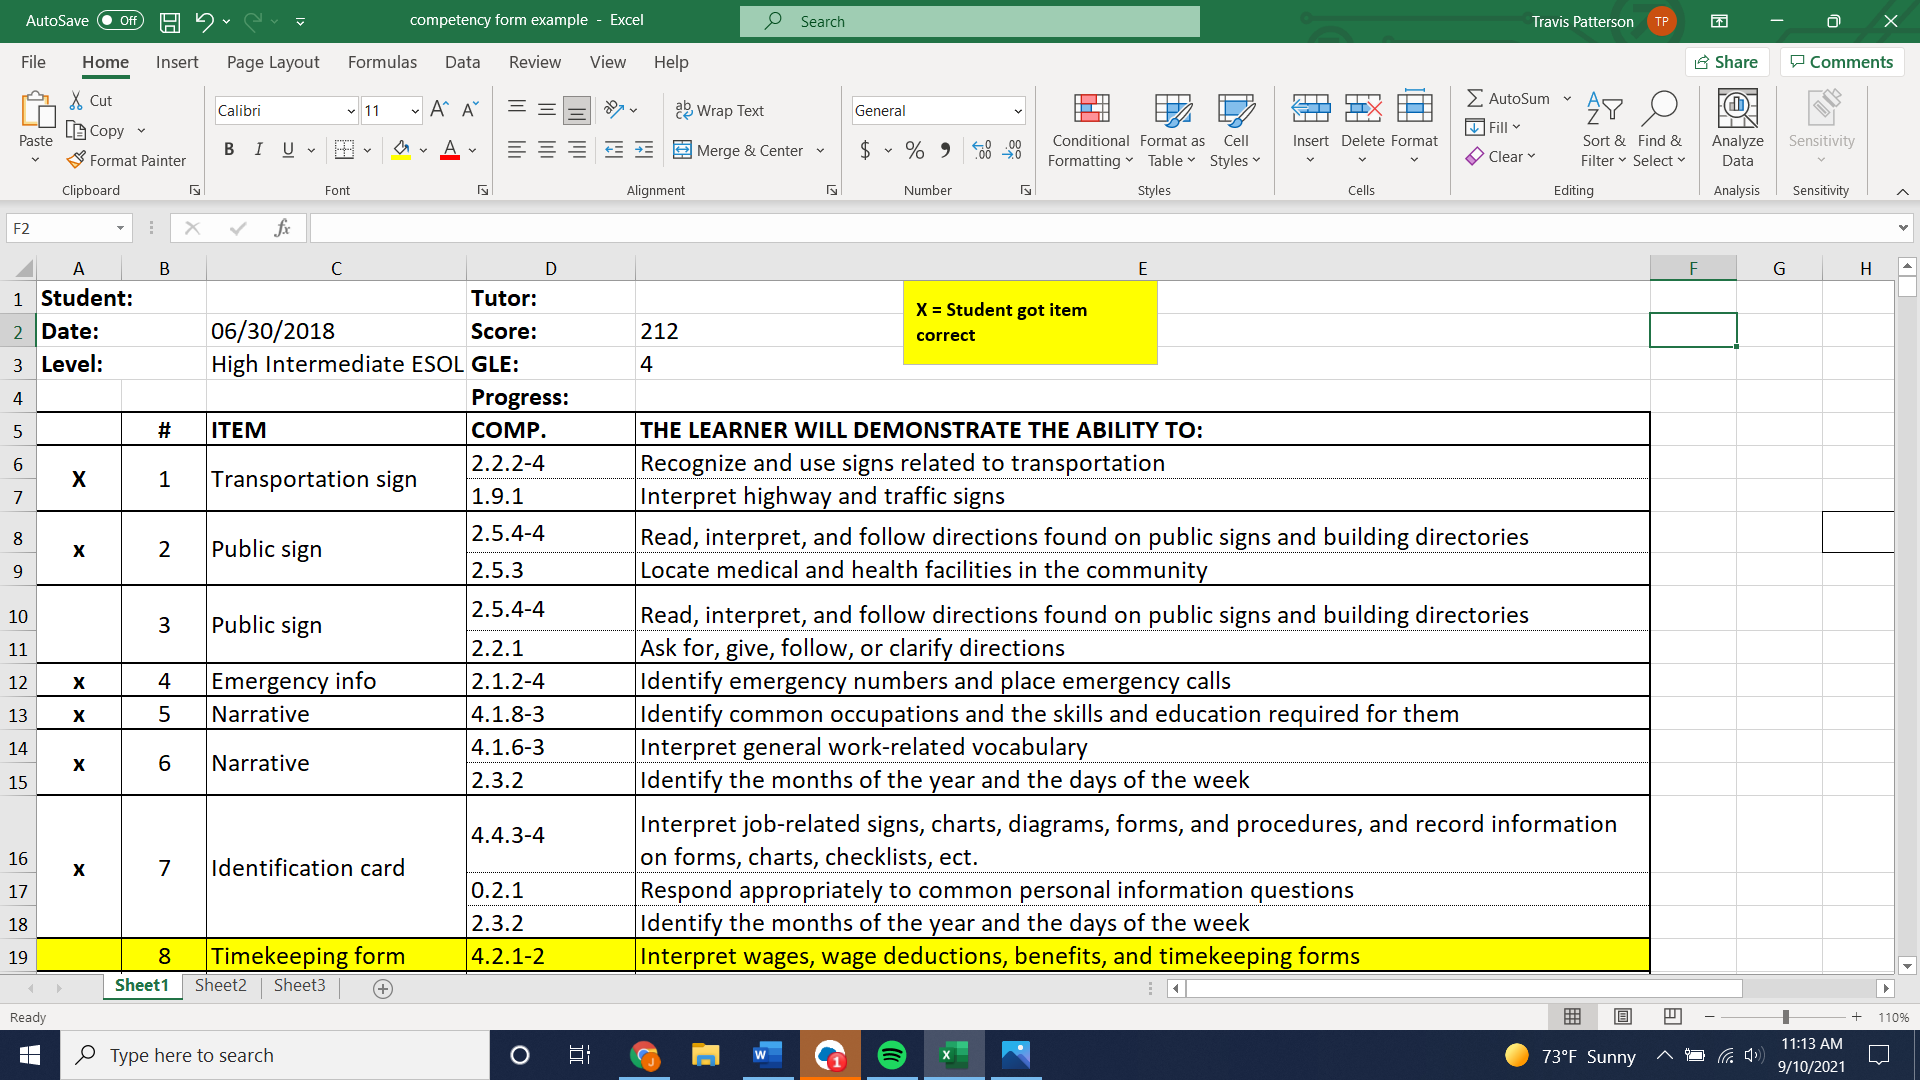 AutoSave Off competency form example - Excel Search Travis Patterson TP
File Home Insert Page Layout Formulas Data Review View Help Share Comments
Paste Cut Copy Format Painter
Clipboard
Calibri 11 A A
B I U A
Font
ab Wrap Text
Merge & Center
Alignment
General
$ % 9 .00 .00 →0
Number
Conditional Formatting Format as Table Cell Styles
Styles
Insert Delete Format
Cells
AutoSum Fill Clear
Sort & Filter Find & Select
Editing
Analyze Data
Analysis
Sensitivity
Sensitivity
F2 fx
A B C D E F G H
1 Student: Tutor:
X = Student got item
correct
2 Date: 06/30/2018 Score: 212
3 Level: High Intermediate ESOL GLE: 4
4 Progress:
5 # ITEM COMP. THE LEARNER WILL DEMONSTRATE THE ABILITY TO:
6 X 1 Transportation sign 2.2.2-4 Recognize and use signs related to transportation
7 1.9.1 Interpret highway and traffic signs
8 x 2 Public sign 2.5.4-4 Read, interpret, and follow directions found on public signs and building directories
9 2.5.3 Locate medical and health facilities in the community
10 3 Public sign 2.5.4-4 Read, interpret, and follow directions found on public signs and building directories
11 2.2.1 Ask for, give, follow, or clarify directions
12 x 4 Emergency info 2.1.2-4 Identify emergency numbers and place emergency calls
13 x 5 Narrative 4.1.8-3 Identify common occupations and the skills and education required for them
14 x 6 Narrative 4.1.6-3 Interpret general work-related vocabulary
15 2.3.2 Identify the months of the year and the days of the week
16 x 7 Identification card 4.4.3-4 Interpret job-related signs, charts, diagrams, forms, and procedures, and record information
on forms, charts, checklists, ect.
17 0.2.1 Respond appropriately to common personal information questions
18 2.3.2 Identify the months of the year and the days of the week
19 8 Timekeeping form 4.2.1-2 Interpret wages, wage deductions, benefits, and timekeeping forms
Sheet1 Sheet2 Sheet3
Ready 110%
Type here to search 1 73°F Sunny 11:13 AM
9/10/2021